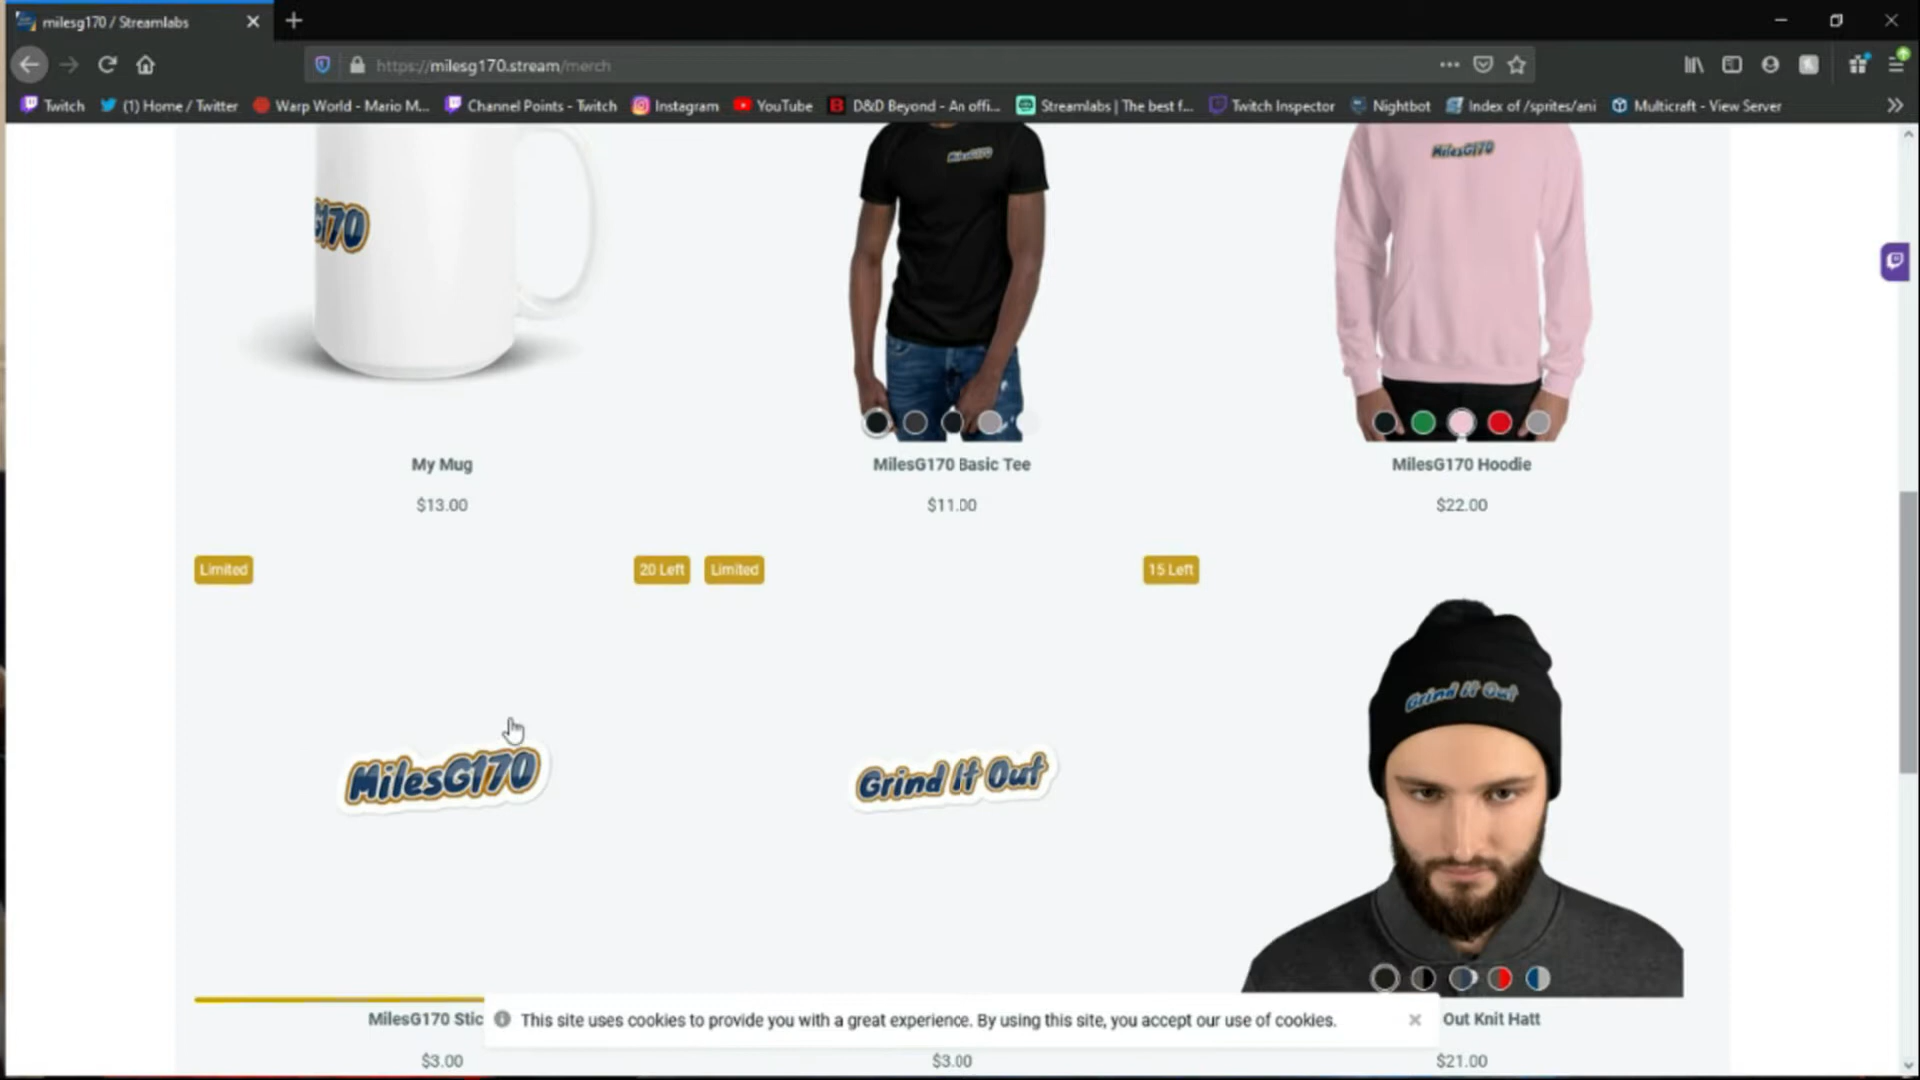 milesg170 / Streamlabs
https://milesg170.stream/merch
Twitch
(1) Home / Twitter
Warp World - Mario M...
Channel Points - Twitch
Instagram
YouTube
D&D Beyond - An offi...
Streamlabs | The best f...
Twitch Inspector
Nightbot
Index of /sprites/ani
Multicraft - View Server
G170
MilesG170
MilesG170
My Mug
MilesG170 Basic Tee
MilesG170 Hoodie
$13.00
$11.00
$22.00
Limited
20 Left
Limited
15 Left
Grind It Out
MilesG170
Grind It Out
MilesG170 Stic
This site uses cookies to provide you with a great experience. By using this site, you accept our use of cookies.
Out Knit Hatt
$3.00
$3.00
$21.00